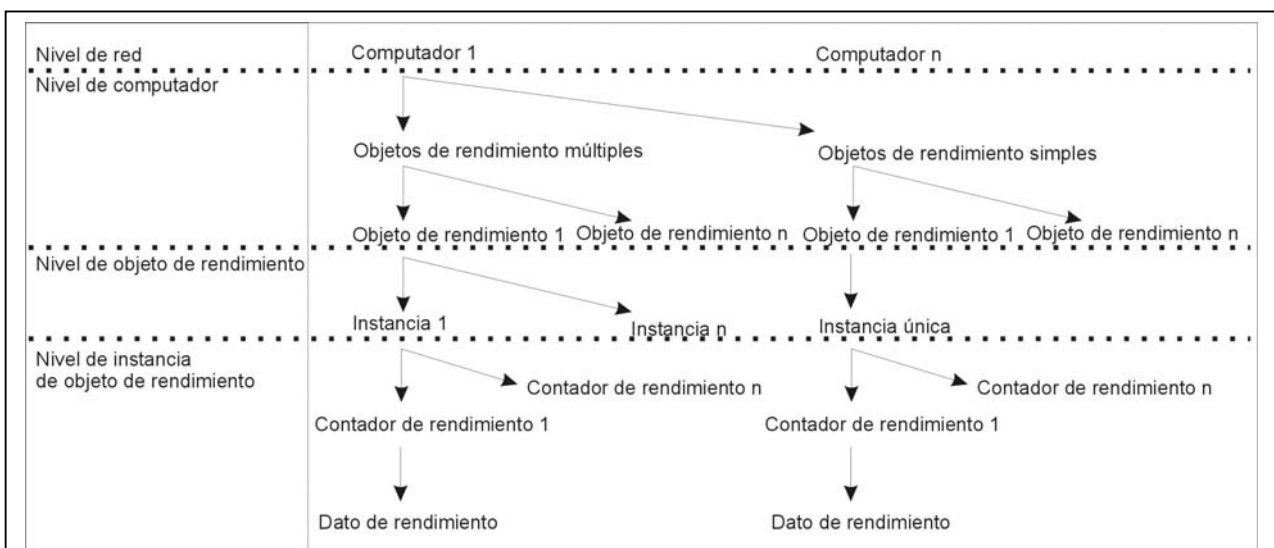 Nivel de red
Computador 1
Computador n
Nivel de computador
Objetos de rendimiento múltiples
Objetos de rendimiento simples
Objeto de rendimiento 1
Objeto de rendimiento n
Objeto de rendimiento 1
Objeto de rendimiento n
Nivel de objeto de rendimiento
Instancia 1
Instancia n
Instancia única
Nivel de instancia
de objeto de rendimiento
Contador de rendimiento n
Contador de rendimiento n
Contador de rendimiento 1
Contador de rendimiento 1
Dato de rendimiento
Dato de rendimiento